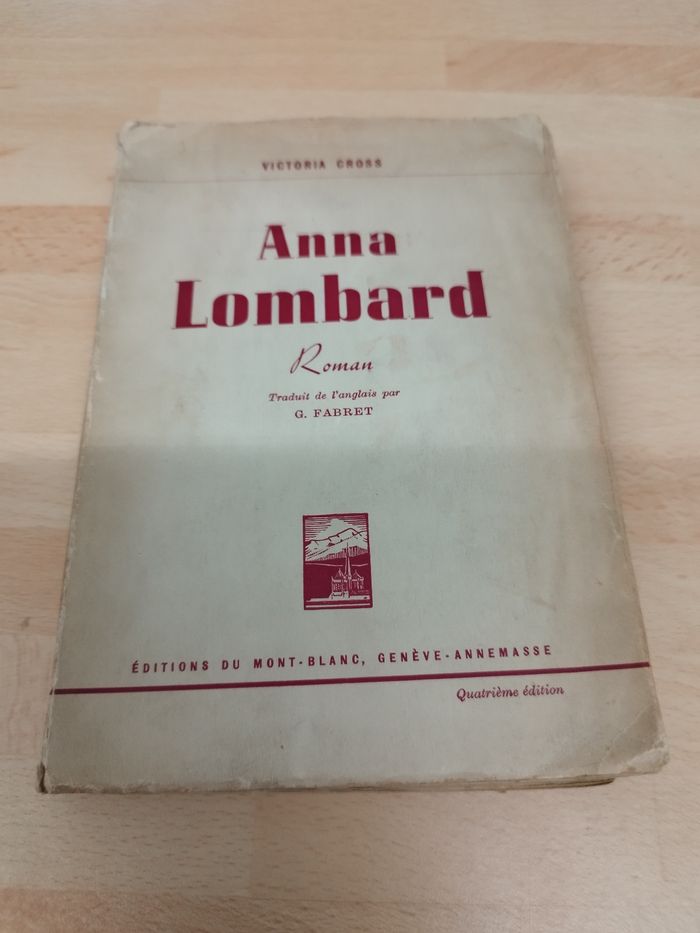 VICTORIA CROSS
Anna
Lombard
Roman
Traduit de l'anglais par
G. FABRET
ÉDITIONS DU MONT-BLANC, GENÈVE-ANNEMASSE
Quatrième édition